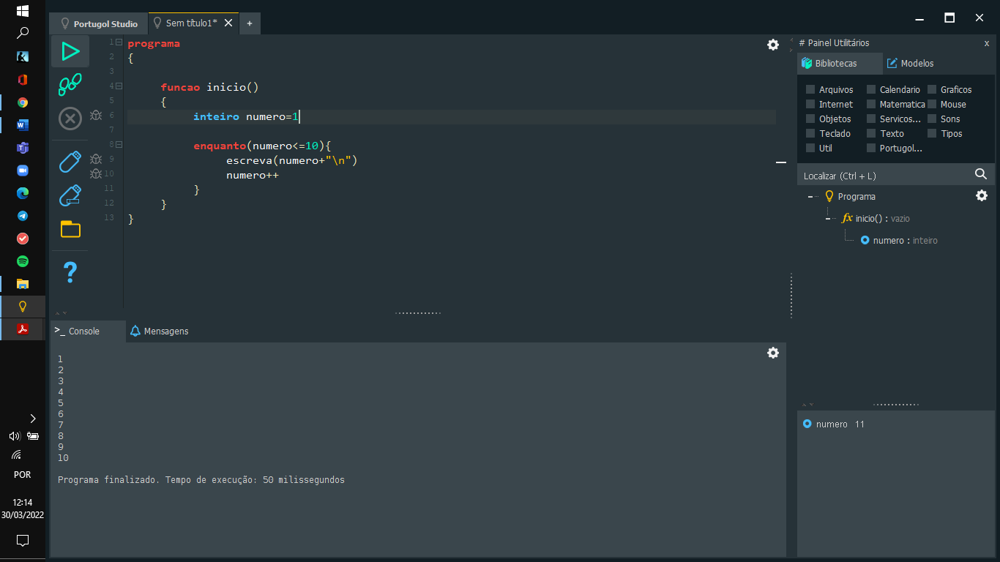 Portugol Studio
Sem título1* X +
1 programa
2 {
3
4 funcao inicio()
5 {
6 inteiro numero=1
7
8 enquanto(numero<=10){
9 escreva(numero+"\n")
10 numero++
11 }
12 }
13 }
# Painel Utilitários x
Bibliotecas Modelos
Arquivos Calendario Graficos
Internet Matematica Mouse
Objetos Servicos... Sons
Teclado Texto Tipos
Util Portugol...
Localizar (Ctrl + L)
Programa
fx inicio() : vazio
numero : inteiro
numero 11
>_ Console Mensagens
1
2
3
4
5
6
7
8
9
10
Programa finalizado. Tempo de execução: 50 milissegundos
POR
12:14
30/03/2022